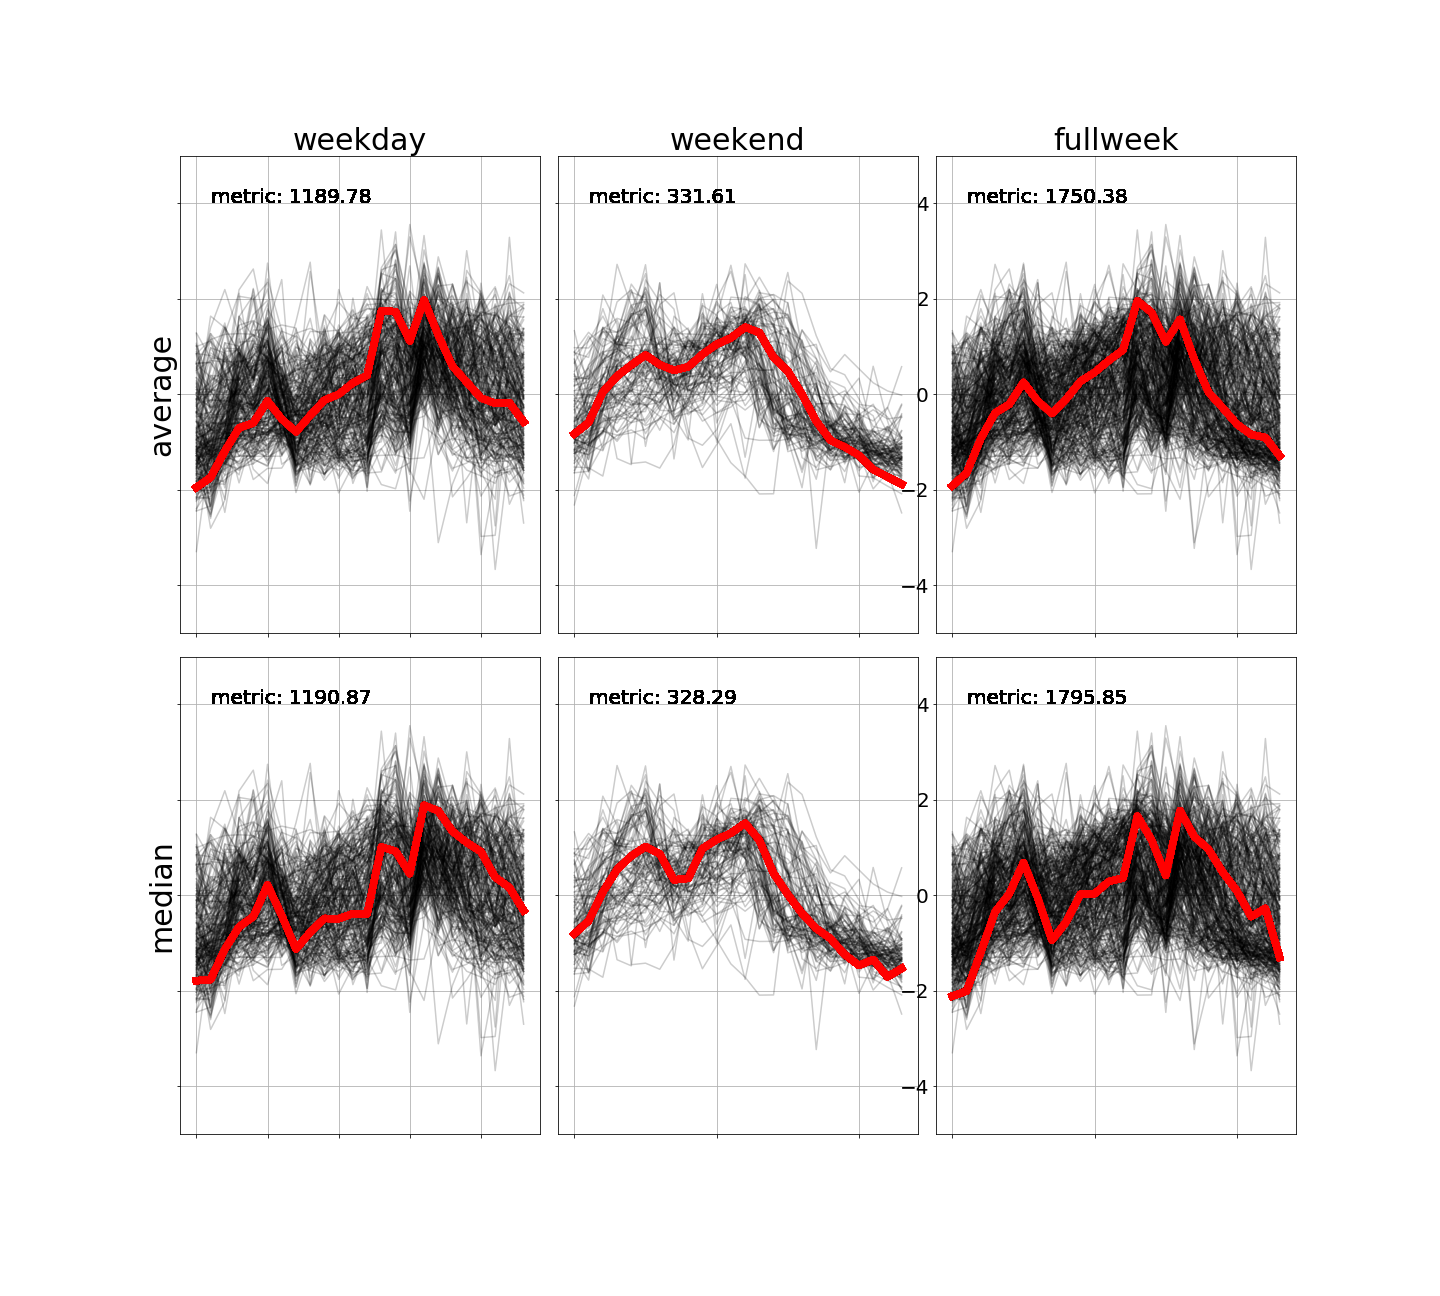 weekday weekend fullweek
metric: 1189.78 metric: 331.61 metric: 1750.38
4
2
average
0
−2
−4
metric: 1190.87 metric: 328.29 metric: 1795.85
4
2
median
0
−2
−4